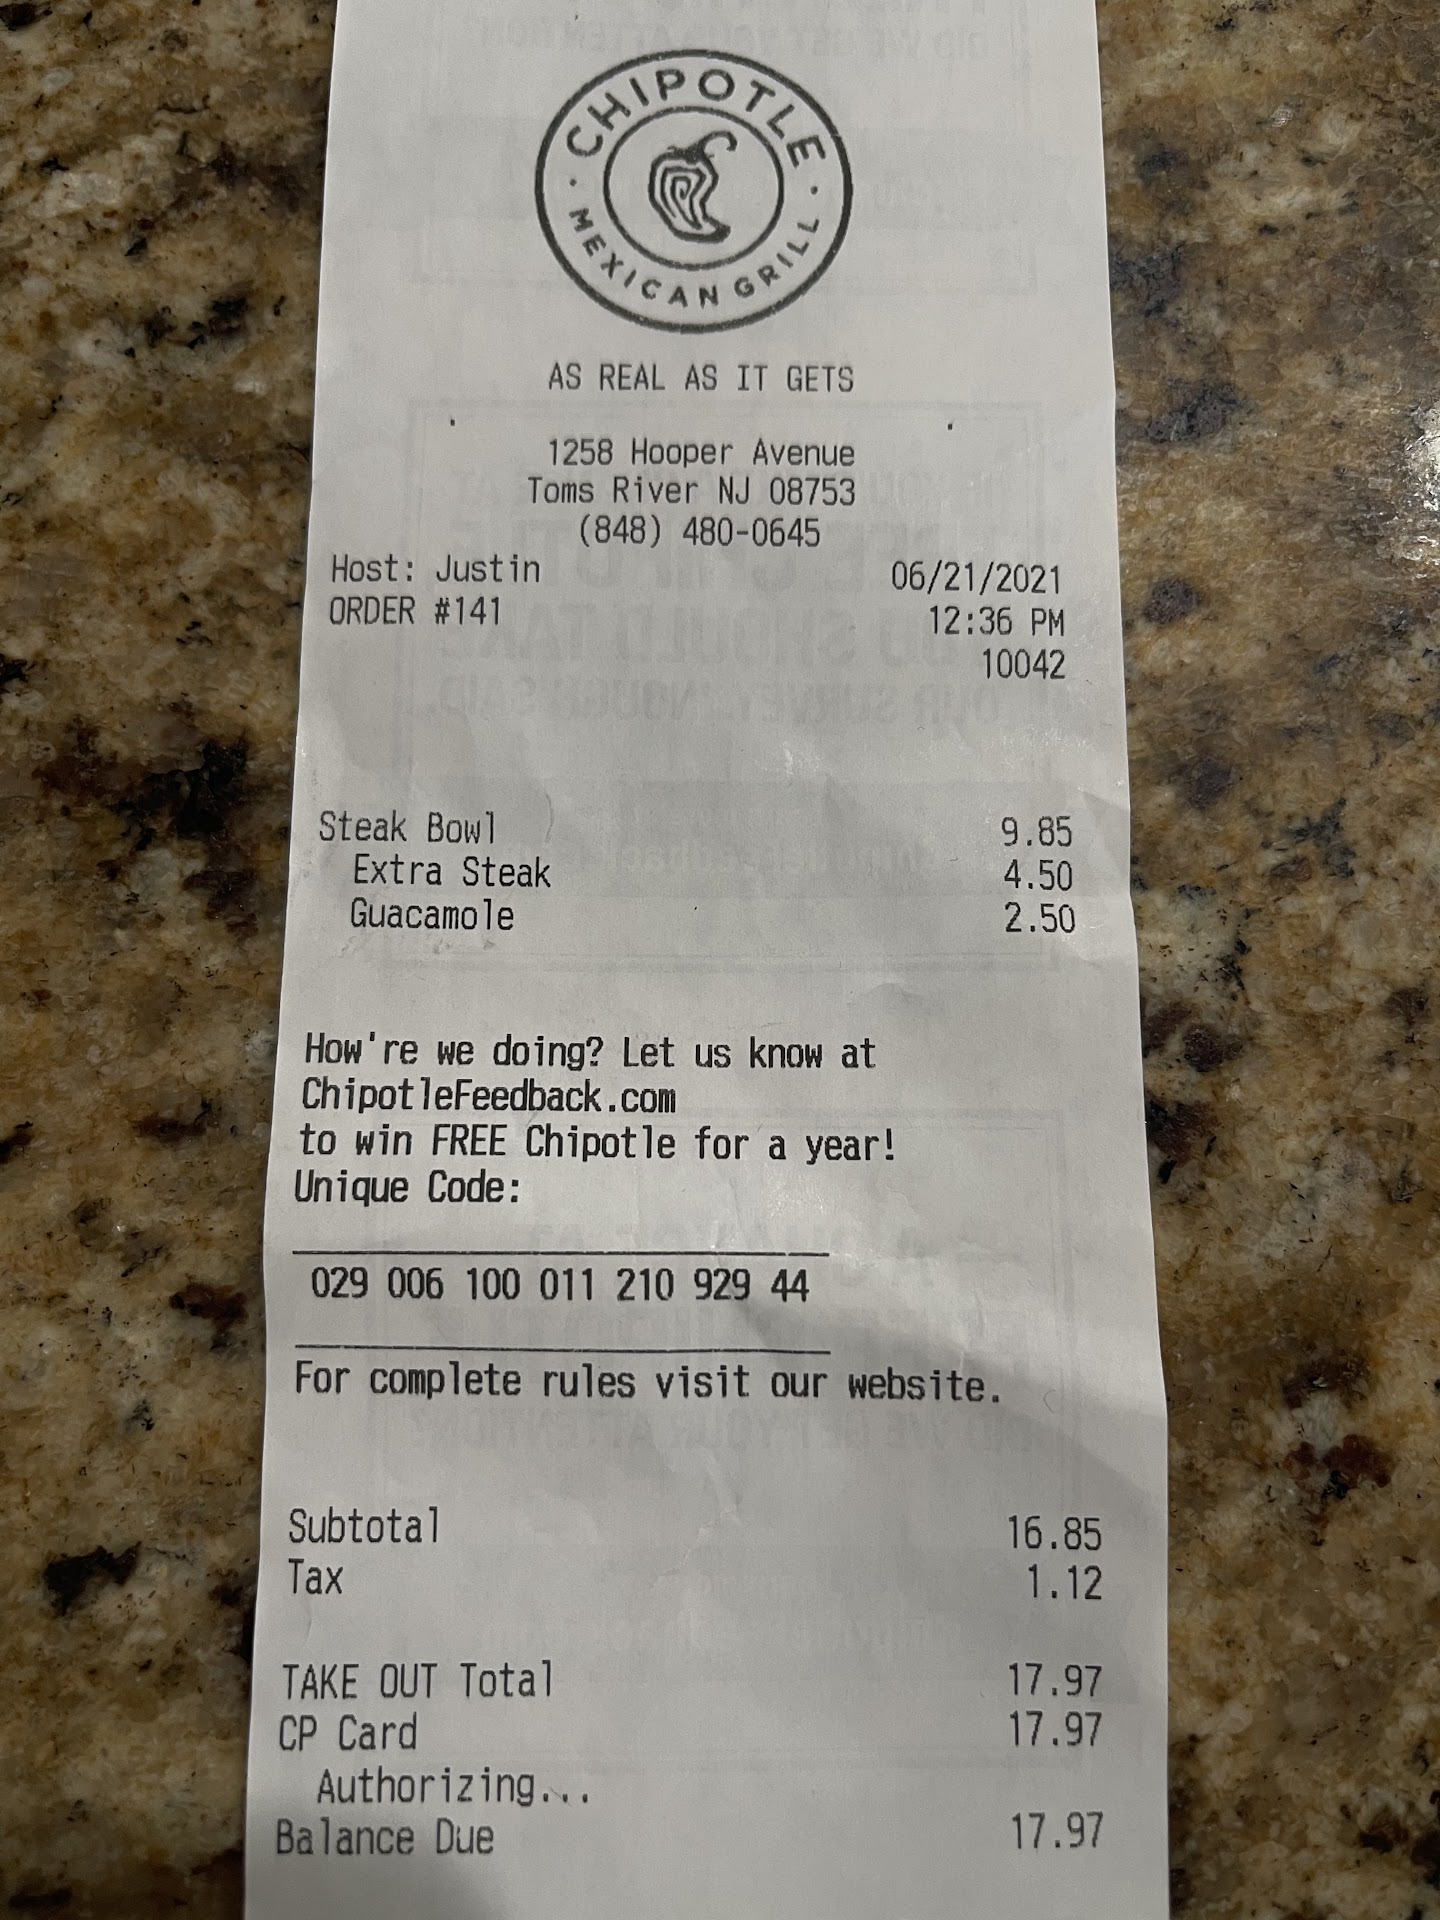 CHIPOTLE
MEXICAN GRILL
AS REAL AS IT GETS
1258 Hooper Avenue
Toms River NJ 08753
(848) 480-0645
Host: Justin 06/21/2021
ORDER #141 12:36 PM
10042
Steak Bowl 9.85
Extra Steak 4.50
Guacamole 2.50
How're we doing? Let us know at
ChipotleFeedback.com
to win FREE Chipotle for a year!
Unique Code:
029 006 100 011 210 929 44
For complete rules visit our website.
Subtotal 16.85
Tax 1.12
TAKE OUT Total 17.97
CP Card 17.97
Authorizing...
Balance Due 17.97